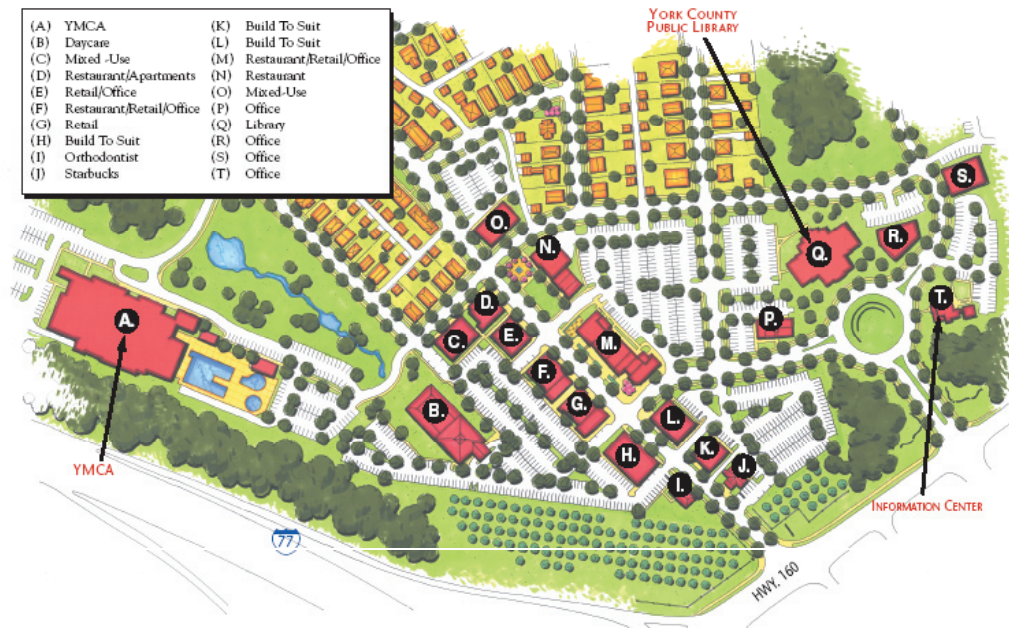 (A) YMCA
(B) Daycare
(C) Mixed -Use
(D) Restaurant/Apartments
(E) Retail/Office
(F) Restaurant/Retail/Office
(G) Retail
(H) Build To Suit
(I) Orthodontist
(J) Starbucks
(K) Build To Suit
(L) Build To Suit
(M) Restaurant/Retail/Office
(N) Restaurant
(O) Mixed-Use
(P) Office
(Q) Library
(R) Office
(S) Office
(T) Office
YORK COUNTY
PUBLIC LIBRARY
S.
O.
R.
N.
Q.
T.
D.
A.
P.
E.
C.
M.
F.
G.
B.
L.
K.
H.
J.
I.
YMCA
INFORMATION CENTER
77
HWY. 160